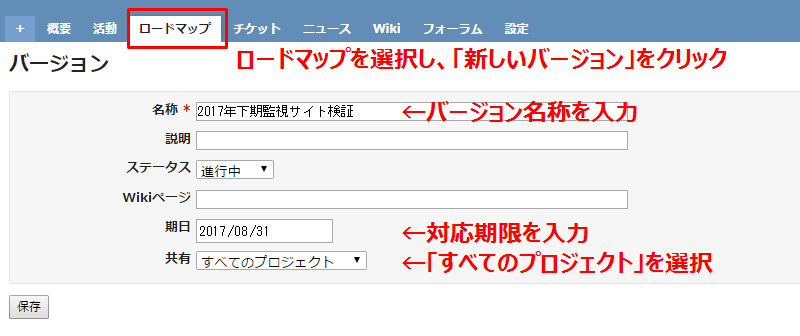 + 概要 活動 ロードマップ チケット ニュース Wiki フォーラム 設定
バージョン
ロードマップを選択し、「新しいバージョン」をクリック
名称 * 2017年下期監視サイト検証 ←バージョン名称を入力
説明
ステータス 進行中 ▼
Wikiページ
期日 2017/08/31 ←対応期限を入力
共有 すべてのプロジェクト ▼ ←「すべてのプロジェクト」を選択
保存